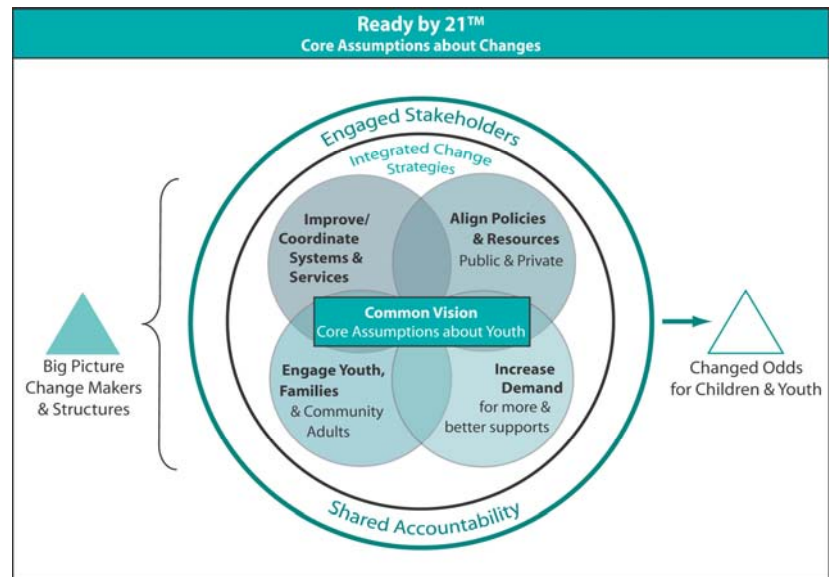 Ready by 21™
Core Assumptions about Changes
Engaged Stakeholders
Integrated Change
Strategies
Improve/
Coordinate
Systems &
Services
Align Policies
& Resources
Public & Private
Common Vision
Core Assumptions about Youth
Engage Youth,
Families
& Community
Adults
Increase
Demand
for more &
better supports
Shared Accountability
Big Picture
Change Makers
& Structures
Changed Odds
for Children & Youth